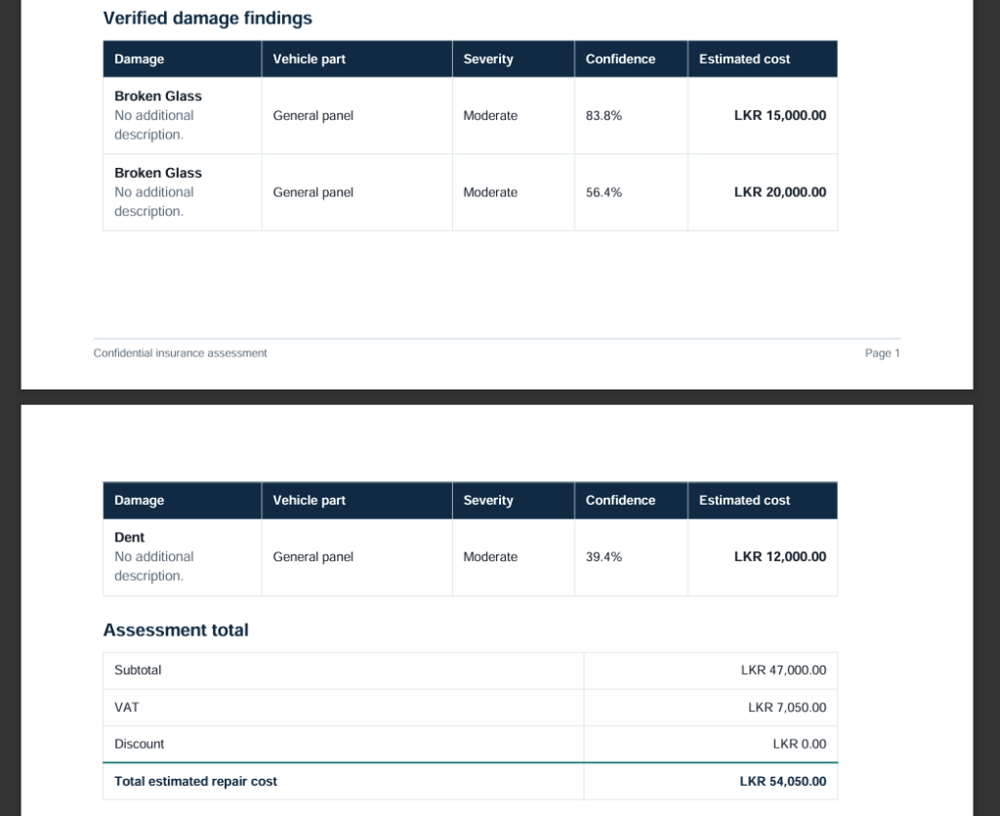 Verified damage findings
Damage Vehicle part Severity Confidence Estimated cost
Broken Glass
No additional
description. General panel Moderate 83.8% LKR 15,000.00
Broken Glass
No additional
description. General panel Moderate 56.4% LKR 20,000.00
Confidential insurance assessment Page 1
Damage Vehicle part Severity Confidence Estimated cost
Dent
No additional
description. General panel Moderate 39.4% LKR 12,000.00
Assessment total
Subtotal LKR 47,000.00
VAT LKR 7,050.00
Discount LKR 0.00
Total estimated repair cost LKR 54,050.00